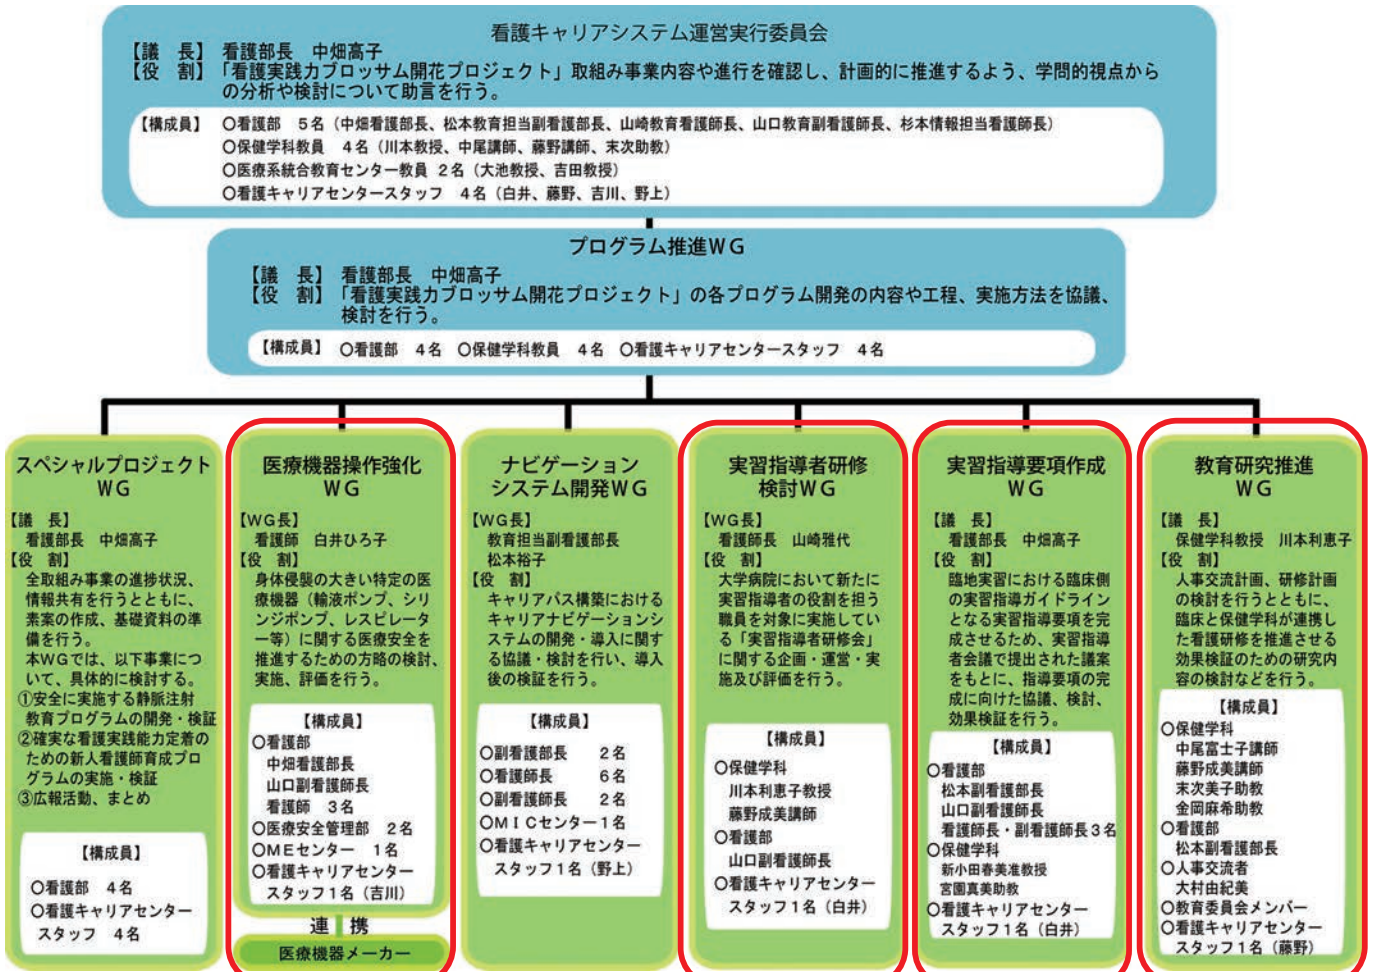 看護キャリアシステム運営実行委員会
【議　長】 看護部長　中畑高子
【役　割】 「看護実践力ブロッサム開花プロジェクト」取組み事業内容や進行を確認し、計画的に推進するよう、学問的視点から
の分析や検討について助言を行う。
【構成員】 〇看護部　5名（中畑看護部長、松本教育担当副看護部長、山崎教育看護師長、山口教育副看護師長、杉本情報担当看護師長）
〇保健学科教員　4名（川本教授、中尾講師、藤野講師、末次助教）
〇医療系統合教育センター教員 2名（大池教授、吉田教授）
〇看護キャリアセンタースタッフ　4名（白井、藤野、吉川、野上）
プログラム推進WG
【議　長】 看護部長　中畑高子
【役　割】 「看護実践力ブロッサム開花プロジェクト」の各プログラム開発の内容や工程、実施方法を協議、
検討を行う。
【構成員】 〇看護部　4名　〇保健学科教員　4名　〇看護キャリアセンタースタッフ　4名
スペシャルプロジェクト
WG
【議　長】
看護部長　中畑高子
【役　割】
全取組み事業の進捗状況、
情報共有を行うとともに、
素案の作成、基礎資料の準
備を行う。
本WGでは、以下事業につ
いて、具体的に検討する。
①安全に実施する静脈注射
教育プログラムの開発・検証
②確実な看護実践能力定着の
ための新人看護師育成プロ
グラムの実施・検証
③広報活動、まとめ
【構成員】
〇看護部　4名
〇看護キャリアセンター
スタッフ　4名
医療機器操作強化
WG
【WG長】
看護師　白井ひろ子
【役　割】
身体侵襲の大きい特定の医
療機器（輸液ポンプ、シリ
ンジポンプ、レスピレータ
ー等）に関する医療安全を
推進するための方略の検討、
実施、評価を行う。
【構成員】
〇看護部
中畑看護部長
山口副看護師長
看護師　3名
〇医療安全管理部　2名
〇MEセンター　1名
〇看護キャリアセンター
スタッフ1名（吉川）
連　携
医療機器メーカー
ナビゲーション
システム開発WG
【WG長】
教育担当副看護部長
松本裕子
【役　割】
キャリアパス構築における
キャリアナビゲーションシ
ステムの開発・導入に関す
る協議・検討を行い、導入
後の検証を行う。
【構成員】
〇副看護部長　2名
〇看護師長　6名
〇副看護師長　2名
〇MICセンター1名
〇看護キャリアセンター
スタッフ1名（野上）
実習指導者研修
検討WG
【WG長】
看護師長　山崎雅代
【役　割】
大学病院において新たに
実習指導者の役割を担う
職員を対象に実施してい
る「実習指導者研修会」
に関する企画・運営・実
施及び評価を行う。
【構成員】
〇保健学科
川本利恵子教授
藤野成美講師
〇看護部
山口副看護師長
〇看護キャリアセンター
スタッフ1名（白井）
実習指導要項作成
WG
【議　長】
看護部長　中畑高子
【役　割】
臨地実習における臨床側
の実習指導ガイドライン
となる実習指導要項を完
成させるため、実習指導
者会議で提出された議案
をもとに、指導要項の完
成に向けた協議、検討、
効果検証を行う。
【構成員】
〇看護部
松本副看護部長
山口副看護師長
看護師長・副看護師長3名
〇保健学科
新小田春美准教授
宮園真美助教
〇看護キャリアセンター
スタッフ1名（白井）
教育研究推進
WG
【議　長】
保健学科教授　川本利恵子
【役　割】
人事交流計画、研修計画
の検討を行うとともに、
臨床と保健学科が連携し
た看護研修を推進させる
効果検証のための研究内
容の検討などを行う。
【構成員】
〇保健学科
中尾富士子講師
藤野成美講師
末次美子助教
金岡麻希助教
〇看護部
松本副看護部長
〇人事交流者
大村由紀美
〇教育委員会メンバー
〇看護キャリアセンター
スタッフ1名（藤野）